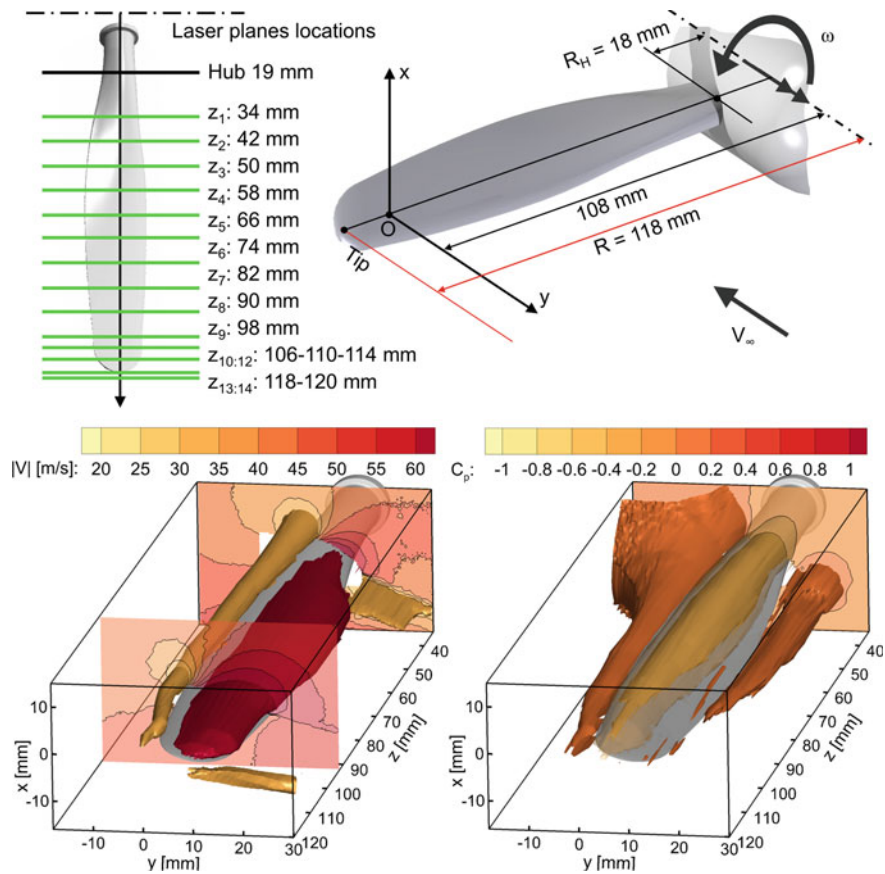 Laser planes locations
Hub 19 mm
z1: 34 mm
z2: 42 mm
z3: 50 mm
z4: 58 mm
z5: 66 mm
z6: 74 mm
z7: 82 mm
z8: 90 mm
z9: 98 mm
z10:12: 106-110-114 mm
z13:14: 118-120 mm
x
RH = 18 mm
ω
108 mm
R = 118 mm
O
Tip
y
V∞
|V| [m/s]: 20 25 30 35 40 45 50 55 60
Cp: -1 -0.8 -0.6 -0.4 -0.2 0 0.2 0.4 0.6 0.8 1
x [mm]
10
0
-10
-10 0 10 20 30
y [mm]
40
50
60
70
80
90
100
110
120
z [mm]
x [mm]
10
0
-10
-10 0 10 20 30
y [mm]
40
50
60
70
80
90
100
110
120
z [mm]